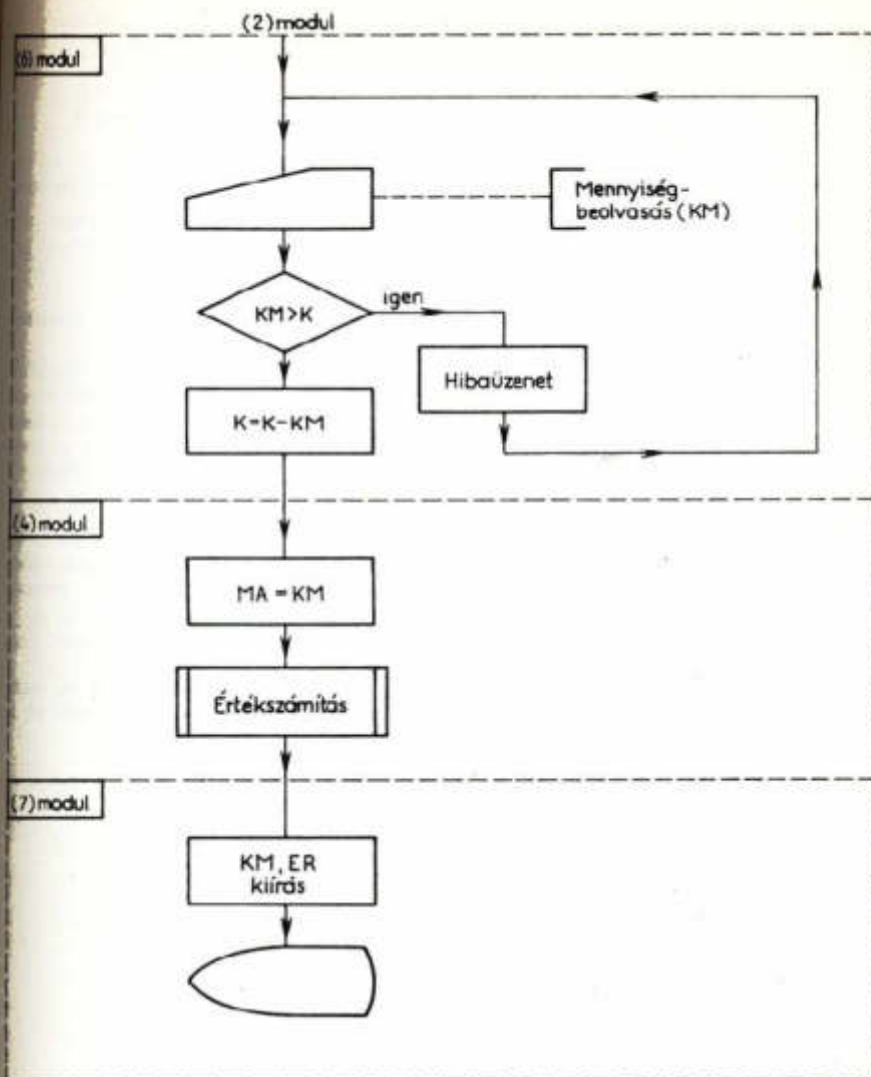 (2) modul
(6) modul
Mennyiség-
beolvasás (KM)
KM>K
igen
Hibaüzenet
K=K-KM
(4) modul
MA = KM
Értékszámítás
(7) modul
KM, ER
kiírás